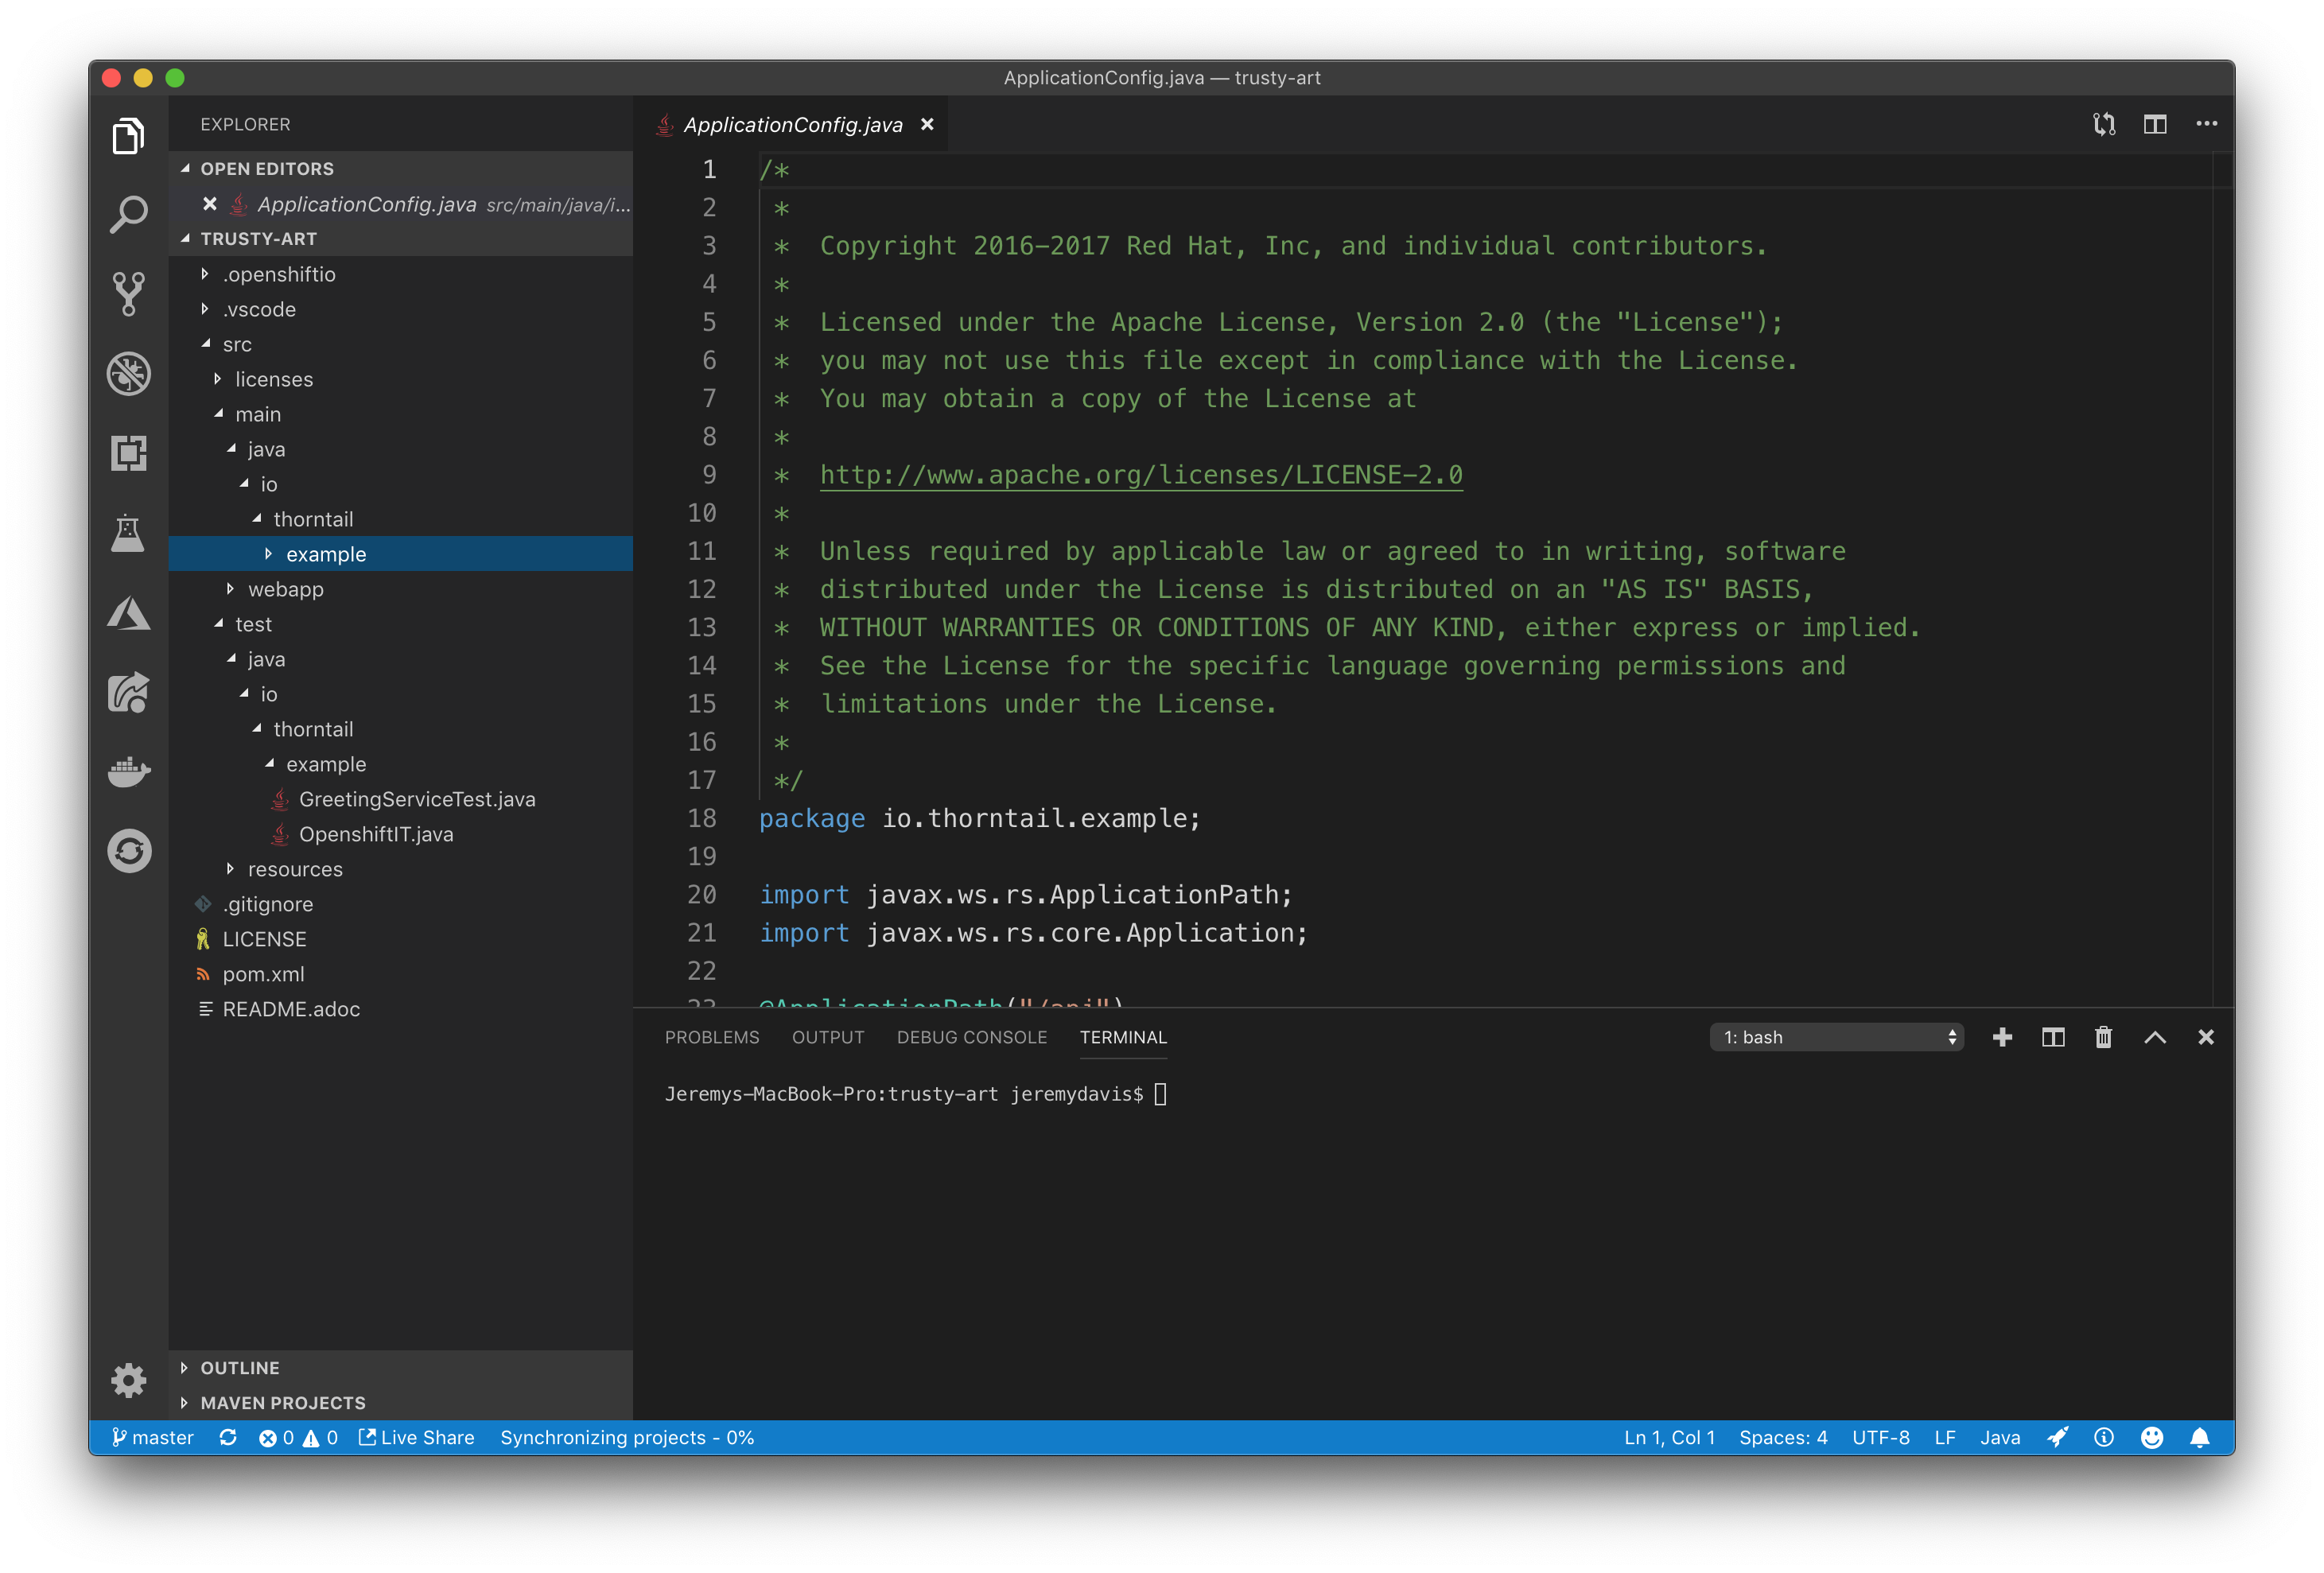 ApplicationConfig.java — trusty-art
EXPLORER
OPEN EDITORS
ApplicationConfig.java src/main/java/i...
TRUSTY-ART
.openshiftio
.vscode
src
licenses
main
java
io
thorntail
example
webapp
test
java
io
thorntail
example
GreetingServiceTest.java
OpenshiftIT.java
resources
.gitignore
LICENSE
pom.xml
README.adoc
OUTLINE
MAVEN PROJECTS
ApplicationConfig.java
1 /*
2 *
3 * Copyright 2016-2017 Red Hat, Inc, and individual contributors.
4 *
5 * Licensed under the Apache License, Version 2.0 (the "License");
6 * you may not use this file except in compliance with the License.
7 * You may obtain a copy of the License at
8 *
9 * http://www.apache.org/licenses/LICENSE-2.0
10 *
11 * Unless required by applicable law or agreed to in writing, software
12 * distributed under the License is distributed on an "AS IS" BASIS,
13 * WITHOUT WARRANTIES OR CONDITIONS OF ANY KIND, either express or implied.
14 * See the License for the specific language governing permissions and
15 * limitations under the License.
16 *
17 */
18 package io.thorntail.example;
19
20 import javax.ws.rs.ApplicationPath;
21 import javax.ws.rs.core.Application;
22
23 @ApplicationPath("/api")
PROBLEMS OUTPUT DEBUG CONSOLE TERMINAL 1: bash
Jeremys-MacBook-Pro:trusty-art jeremydavis$
master 0 0 Live Share Synchronizing projects - 0% Ln 1, Col 1 Spaces: 4 UTF-8 LF Java